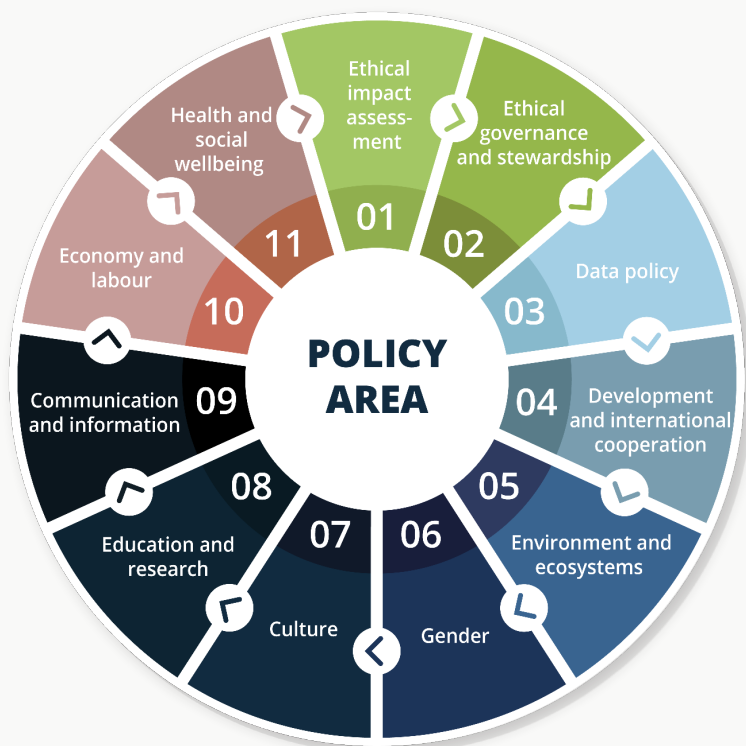 POLICY
AREA
01
Ethical
impact
assess-
ment
02
Ethical
governance
and stewardship
03
Data policy
04
Development
and international
cooperation
05
Environment and
ecosystems
06
Gender
07
Culture
08
Education and
research
09
Communication
and information
10
Economy and
labour
11
Health and
social
wellbeing